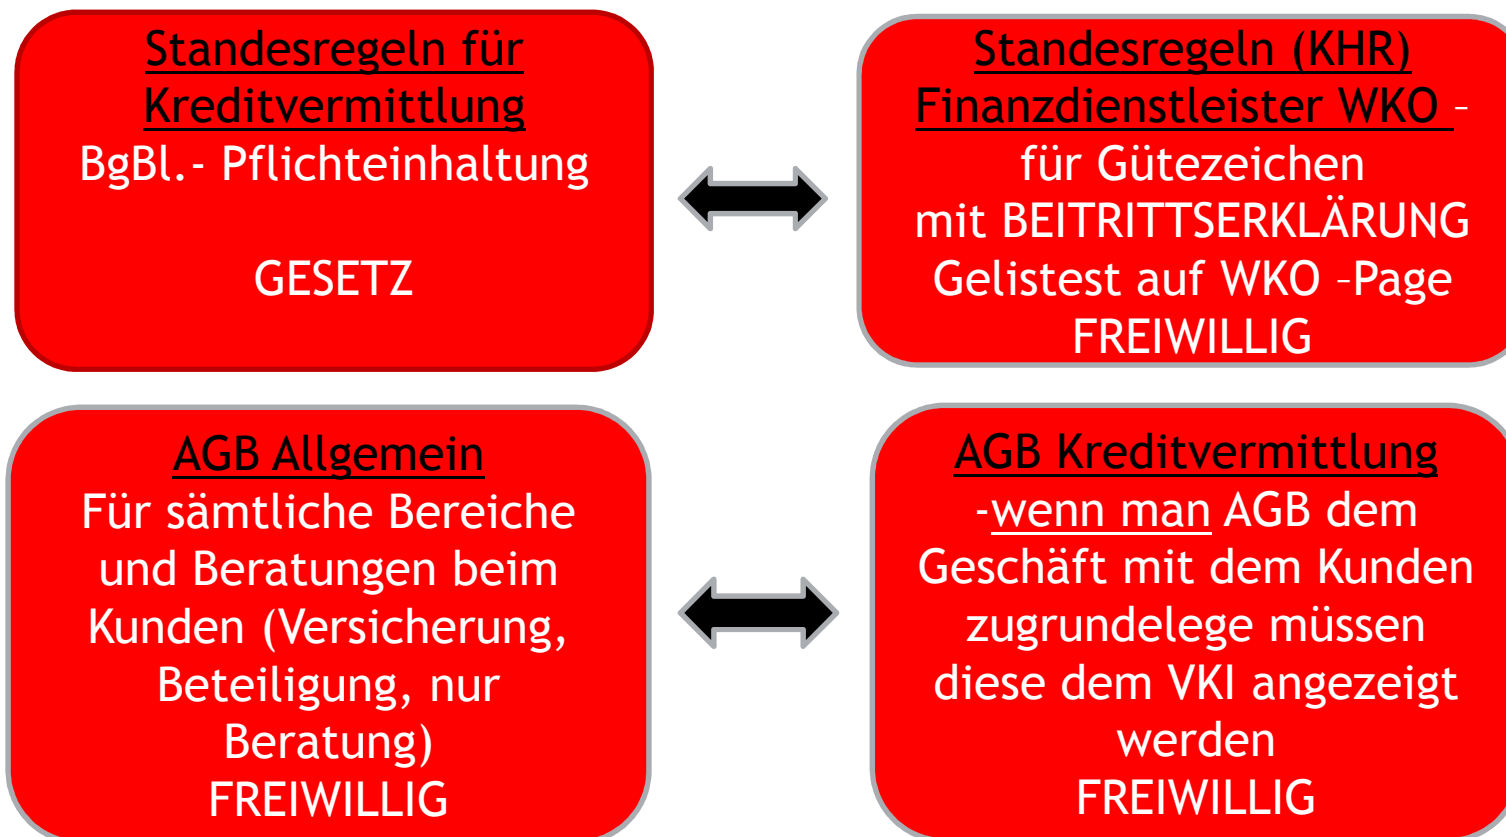 Standesregeln für
Kreditvermittlung
BgBl.- Pflichteinhaltung
GESETZ
Standesregeln (KHR)
Finanzdienstleister WKO –
für Gütezeichen
mit BEITRITTSERKLÄRUNG
Gelistest auf WKO –Page
FREIWILLIG
AGB Allgemein
Für sämtliche Bereiche
und Beratungen beim
Kunden (Versicherung,
Beteiligung, nur
Beratung)
FREIWILLIG
AGB Kreditvermittlung
-wenn man AGB dem
Geschäft mit dem Kunden
zugrundelege müssen
diese dem VKI angezeigt
werden
FREIWILLIG